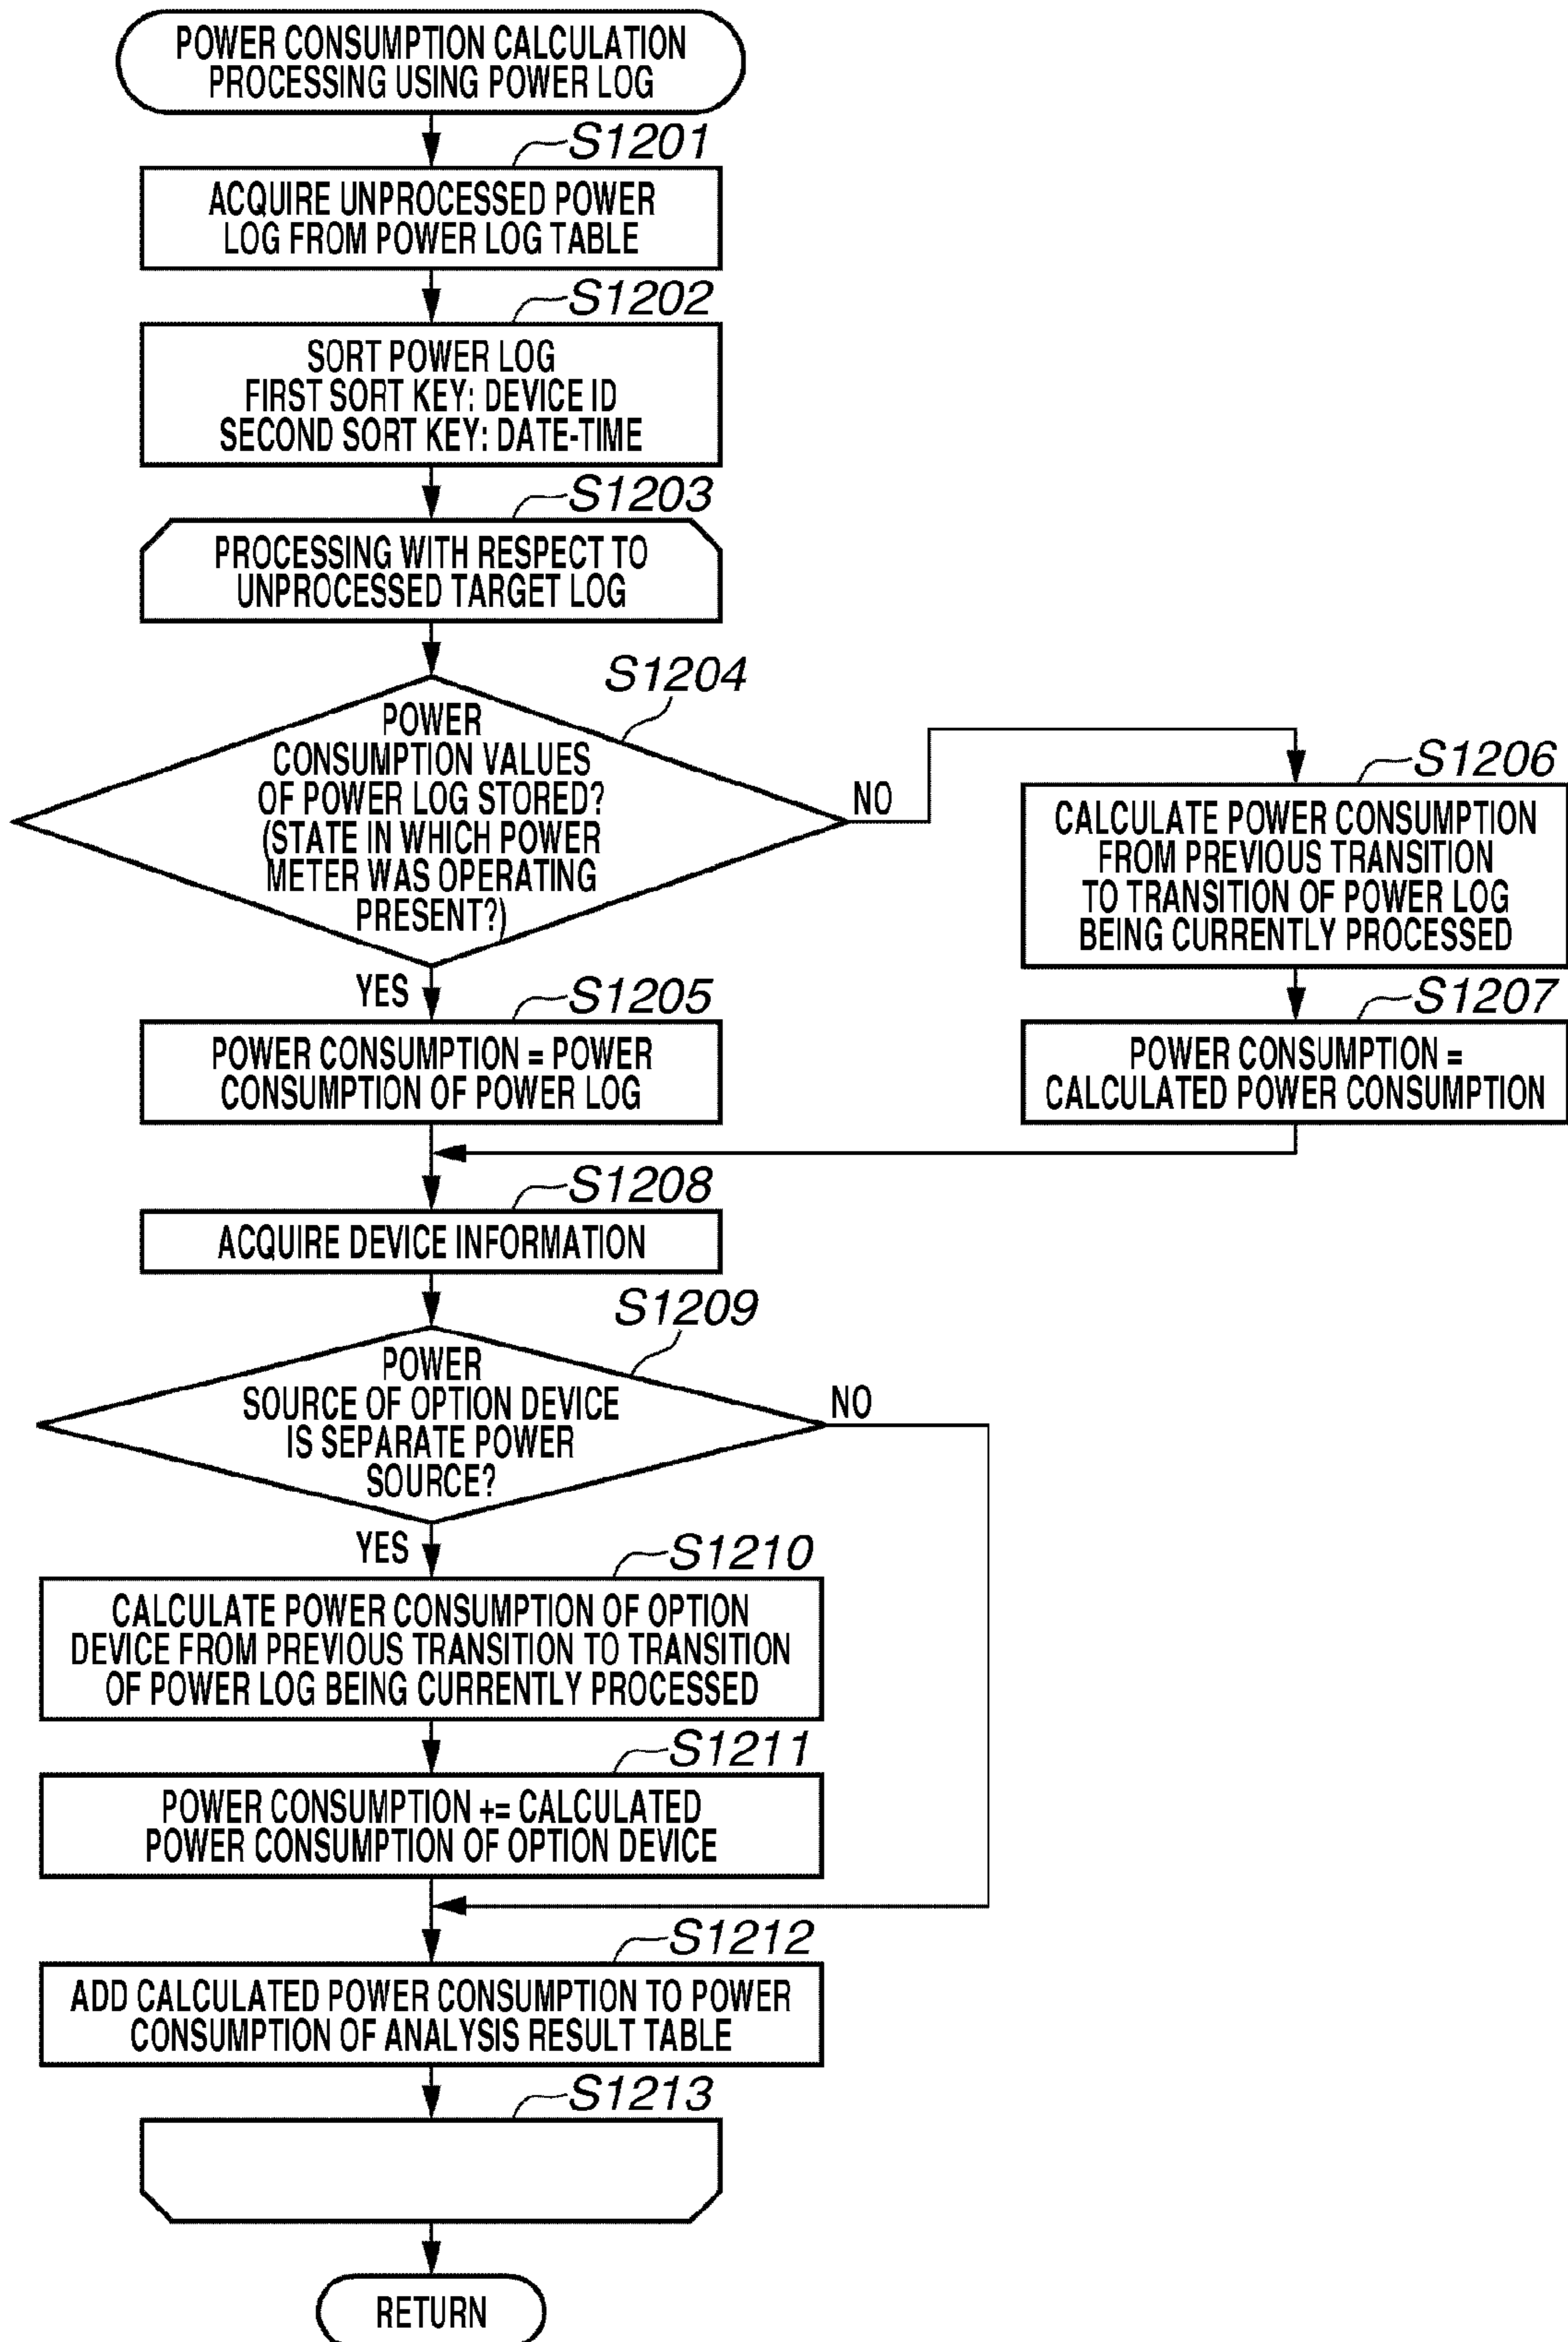 POWER CONSUMPTION CALCULATION
PROCESSING USING POWER LOG
S1201
ACQUIRE UNPROCESSED POWER
LOG FROM POWER LOG TABLE
S1202
SORT POWER LOG
FIRST SORT KEY: DEVICE ID
SECOND SORT KEY: DATE-TIME
S1203
PROCESSING WITH RESPECT TO
UNPROCESSED TARGET LOG
S1204
POWER
CONSUMPTION VALUES
OF POWER LOG STORED?
(STATE IN WHICH POWER
METER WAS OPERATING
PRESENT?)
NO
YES
S1206
CALCULATE POWER CONSUMPTION
FROM PREVIOUS TRANSITION
TO TRANSITION OF POWER LOG
BEING CURRENTLY PROCESSED
S1205
POWER CONSUMPTION = POWER
CONSUMPTION OF POWER LOG
S1207
POWER CONSUMPTION =
CALCULATED POWER CONSUMPTION
S1208
ACQUIRE DEVICE INFORMATION
S1209
POWER
SOURCE OF OPTION DEVICE
IS SEPARATE POWER
SOURCE?
NO
YES
S1210
CALCULATE POWER CONSUMPTION OF OPTION
DEVICE FROM PREVIOUS TRANSITION TO TRANSITION
OF POWER LOG BEING CURRENTLY PROCESSED
S1211
POWER CONSUMPTION += CALCULATED
POWER CONSUMPTION OF OPTION DEVICE
S1212
ADD CALCULATED POWER CONSUMPTION TO POWER
CONSUMPTION OF ANALYSIS RESULT TABLE
S1213
RETURN